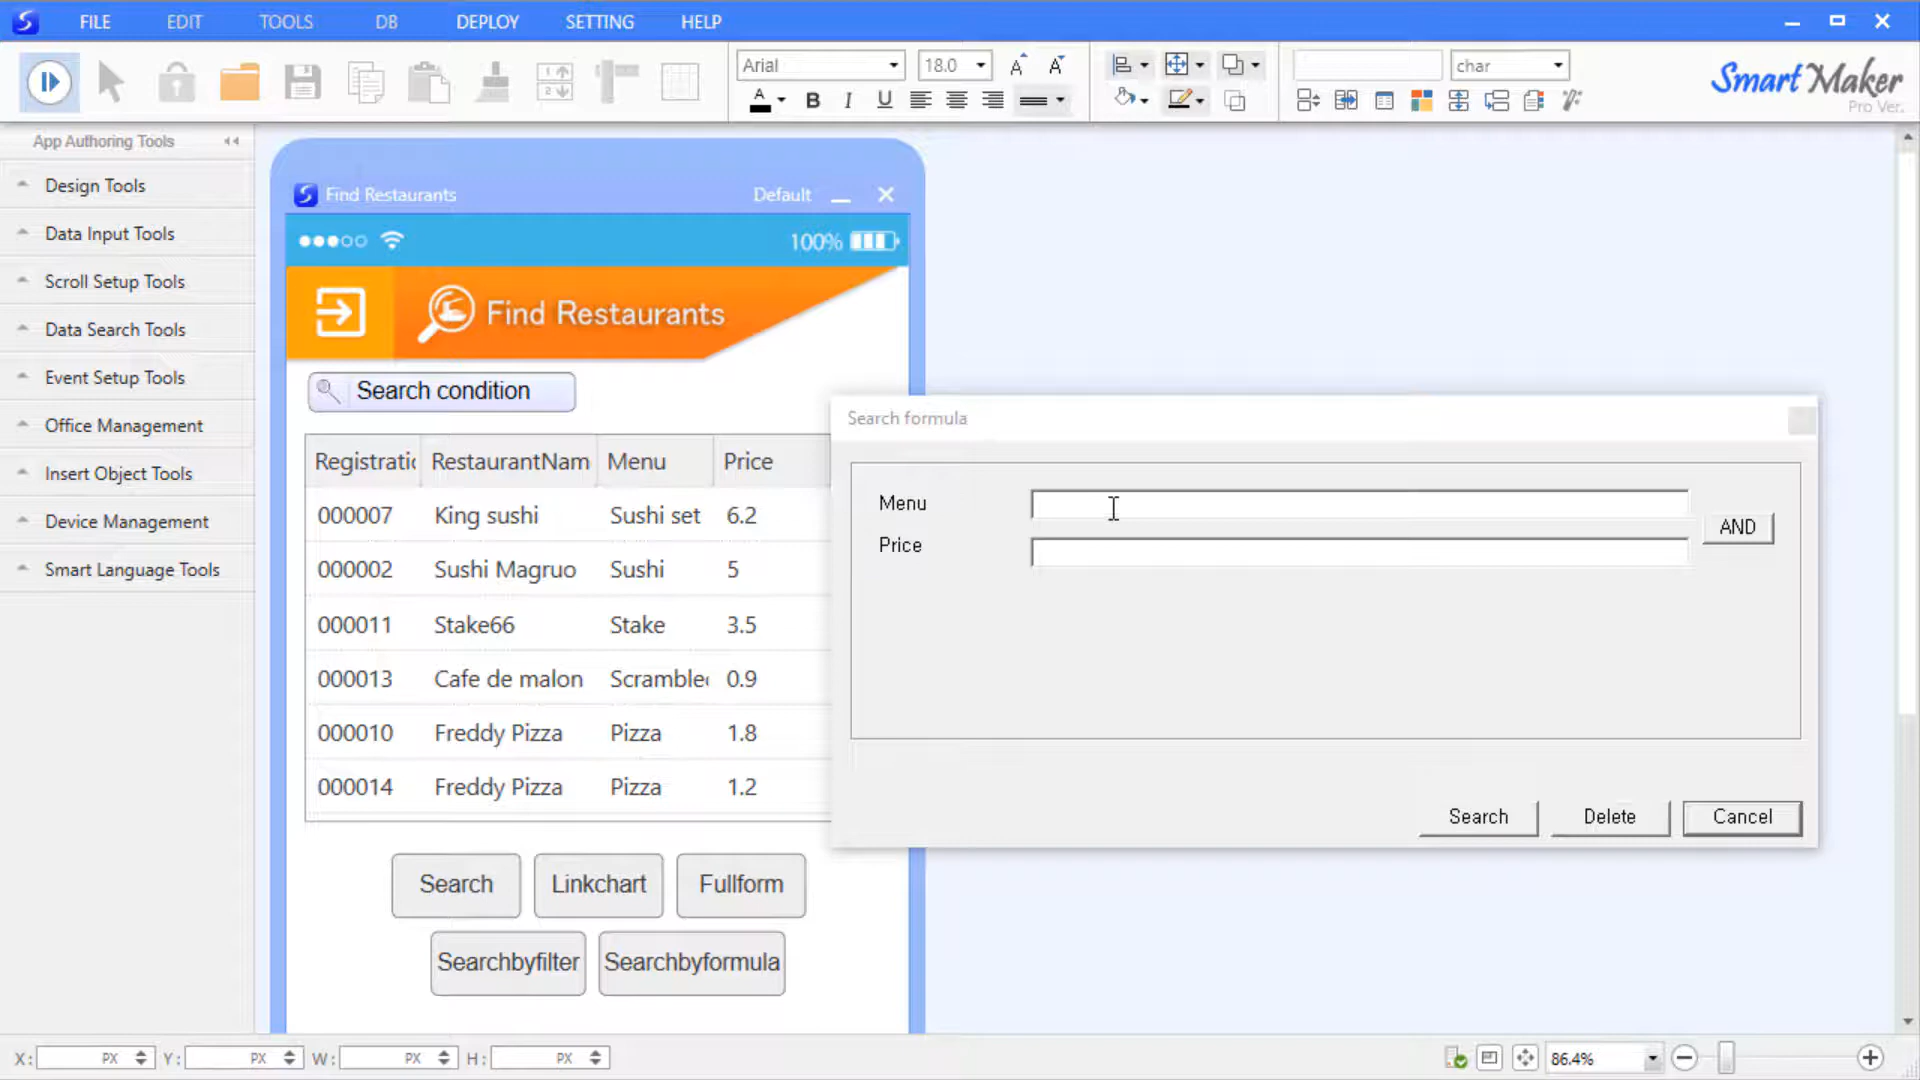 FILE EDIT TOOLS DB DEPLOY SETTING HELP
Arial 18.0 A A char
A B I U
Smart Maker
Pro Ver.
App Authoring Tools
Design Tools
Data Input Tools
Scroll Setup Tools
Data Search Tools
Event Setup Tools
Office Management
Insert Object Tools
Device Management
Smart Language Tools
Find Restaurants Default
100%
Find Restaurants
Search condition
Registratic RestaurantNam Menu Price
000007 King sushi Sushi set 6.2
000002 Sushi Magruo Sushi 5
000011 Stake66 Stake 3.5
000013 Cafe de malon Scramble 0.9
000010 Freddy Pizza Pizza 1.8
000014 Freddy Pizza Pizza 1.2
Search Linkchart Fullform
Searchbyfilter Searchbyformula
Search formula
Menu
AND
Price
Search Delete Cancel
X: PX Y: PX W: PX H: PX 86.4%